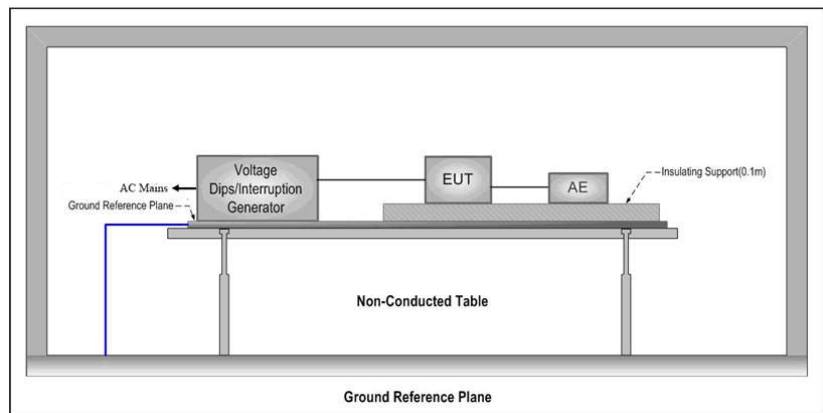 Voltage
Dips/Interruption
Generator
EUT
AE
Insulating Support(0.1m)
AC Mains
Ground Reference Plane
Non-Conducted Table
Ground Reference Plane